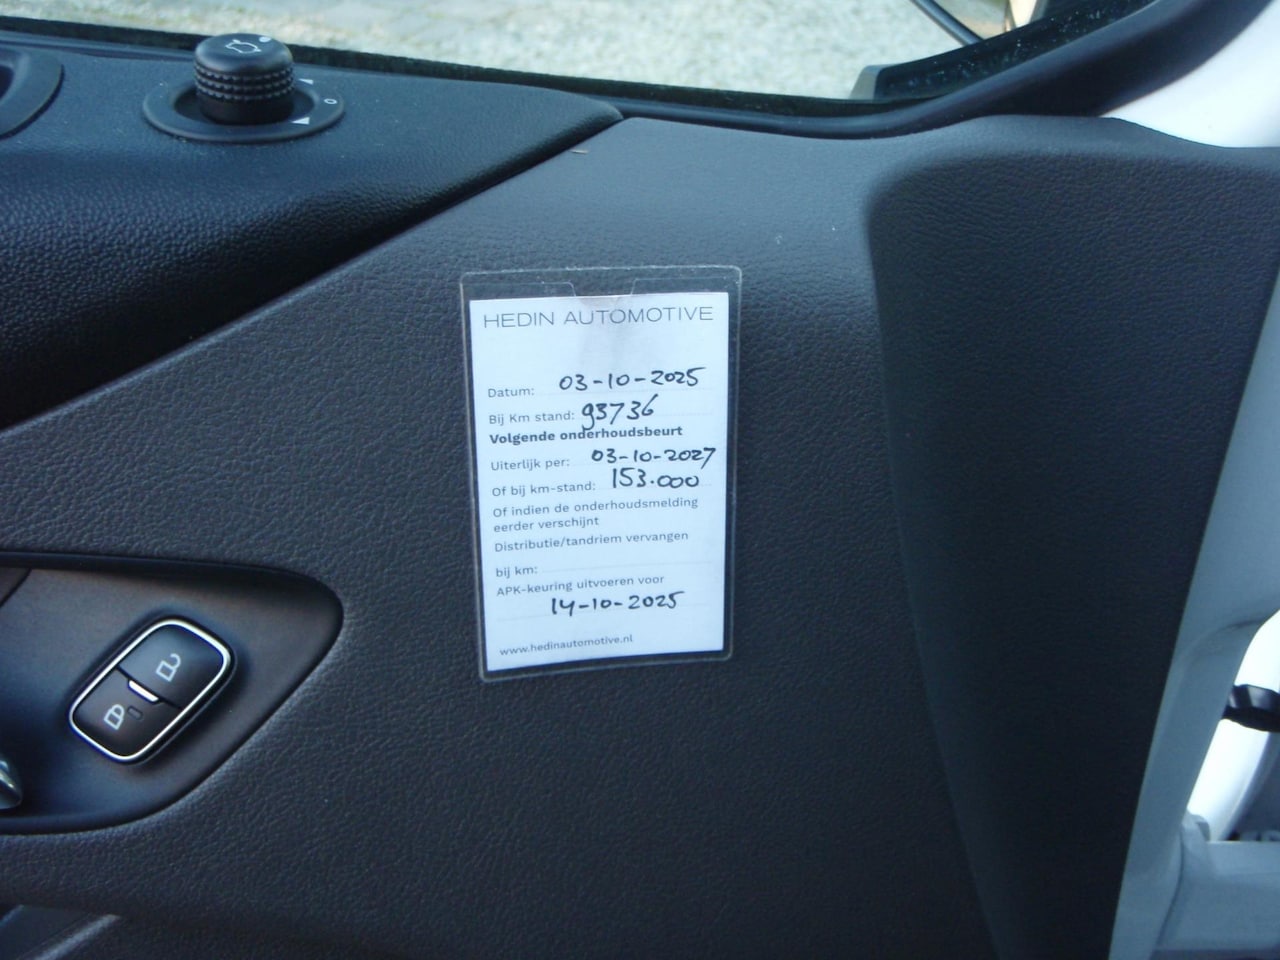 HEDIN AUTOMOTIVE
Datum: 03-10-2025
Bij Km stand: 93736
Volgende onderhoudsbeurt
Uiterlijk per: 03-10-2027
Of bij km-stand: 153.000
Of indien de onderhoudsmelding
eerder verschijnt
Distributie/tandriem vervangen
bij km:
APK-keuring uitvoeren voor
14-10-2025
www.hedinautomotive.nl